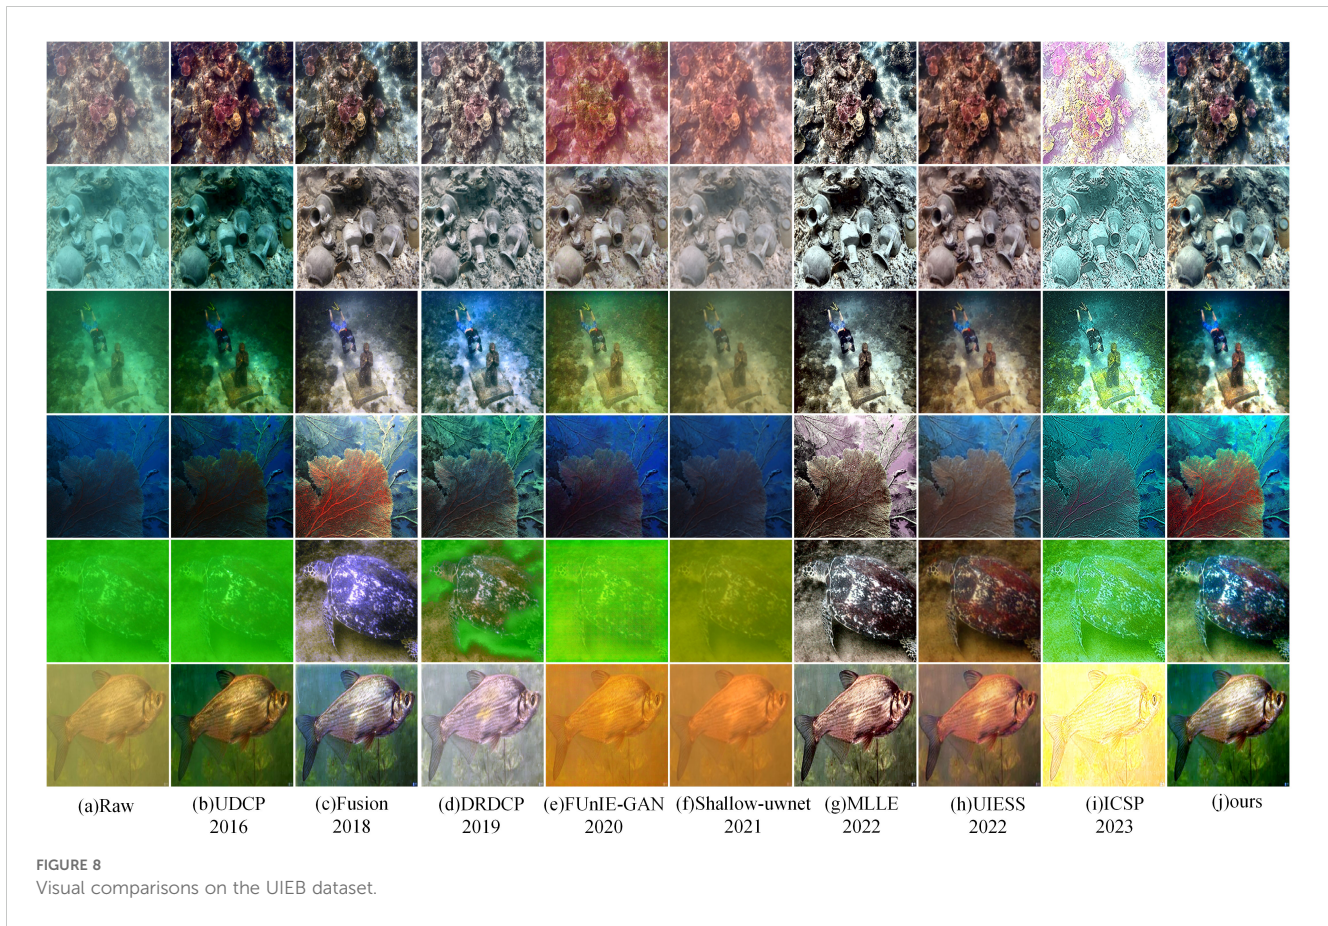 (a)Raw
(b)UDCP
2016
(c)Fusion
2018
(d)DRDCP
2019
(e)FUnIE-GAN
2020
(f)Shallow-uwnet
2021
(g)MLLE
2022
(h)UIESS
2022
(i)ICSP
2023
(j)ours
FIGURE 8
Visual comparisons on the UIEB dataset.